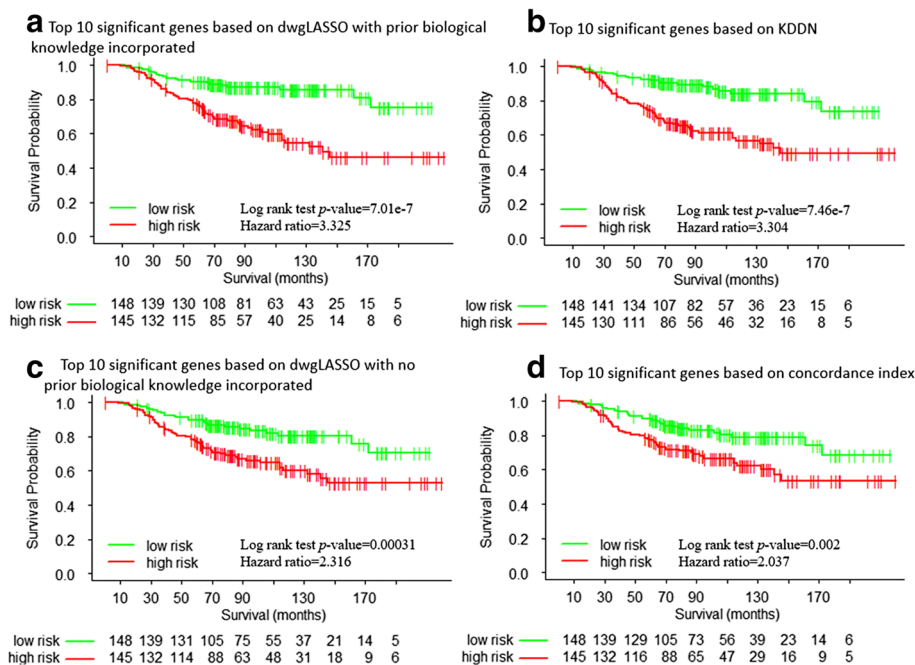 a Top 10 significant genes based on dwgLASSO with prior biological
knowledge incorporated
Survival Probability
1.0
0.8
0.6
0.4
0.2
0.0
low risk
high risk
Log rank test p-value=7.01e-7
Hazard ratio=3.325
10 30 50 70 90 130 170
Survival (months)
low risk 148 139 130 108 81 63 43 25 15 5
high risk 145 132 115 85 57 40 25 14 8 6
b Top 10 significant genes based on KDDN
Survival Probability
1.0
0.8
0.6
0.4
0.2
0.0
low risk
high risk
Log rank test p-value=7.46e-7
Hazard ratio=3.304
10 30 50 70 90 130 170
Survival (months)
low risk 148 141 134 107 82 57 36 23 15 6
high risk 145 130 111 86 56 46 32 16 8 5
c Top 10 significant genes based on dwgLASSO with no
prior biological knowledge incorporated
Survival Probability
1.0
0.8
0.6
0.4
0.2
0.0
low risk
high risk
Log rank test p-value=0.00031
Hazard ratio=2.316
10 30 50 70 90 130 170
Survival (months)
low risk 148 139 131 105 75 55 37 21 14 5
high risk 145 132 114 88 63 48 31 18 9 6
d Top 10 significant genes based on concordance index
Survival Probability
1.0
0.8
0.6
0.4
0.2
0.0
low risk
high risk
Log rank test p-value=0.002
Hazard ratio=2.037
10 30 50 70 90 130 170
Survival (months)
low risk 148 139 129 105 73 56 39 23 14 6
high risk 145 132 116 88 65 47 29 16 9 5